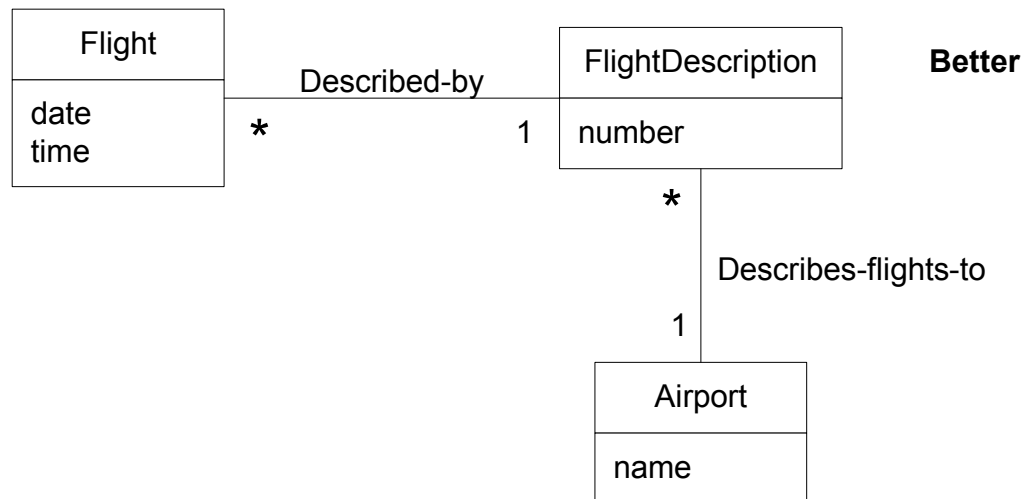 Flight
date
time
Described-by
*
1
FlightDescription
number
Better
*
Describes-flights-to
1
Airport
name